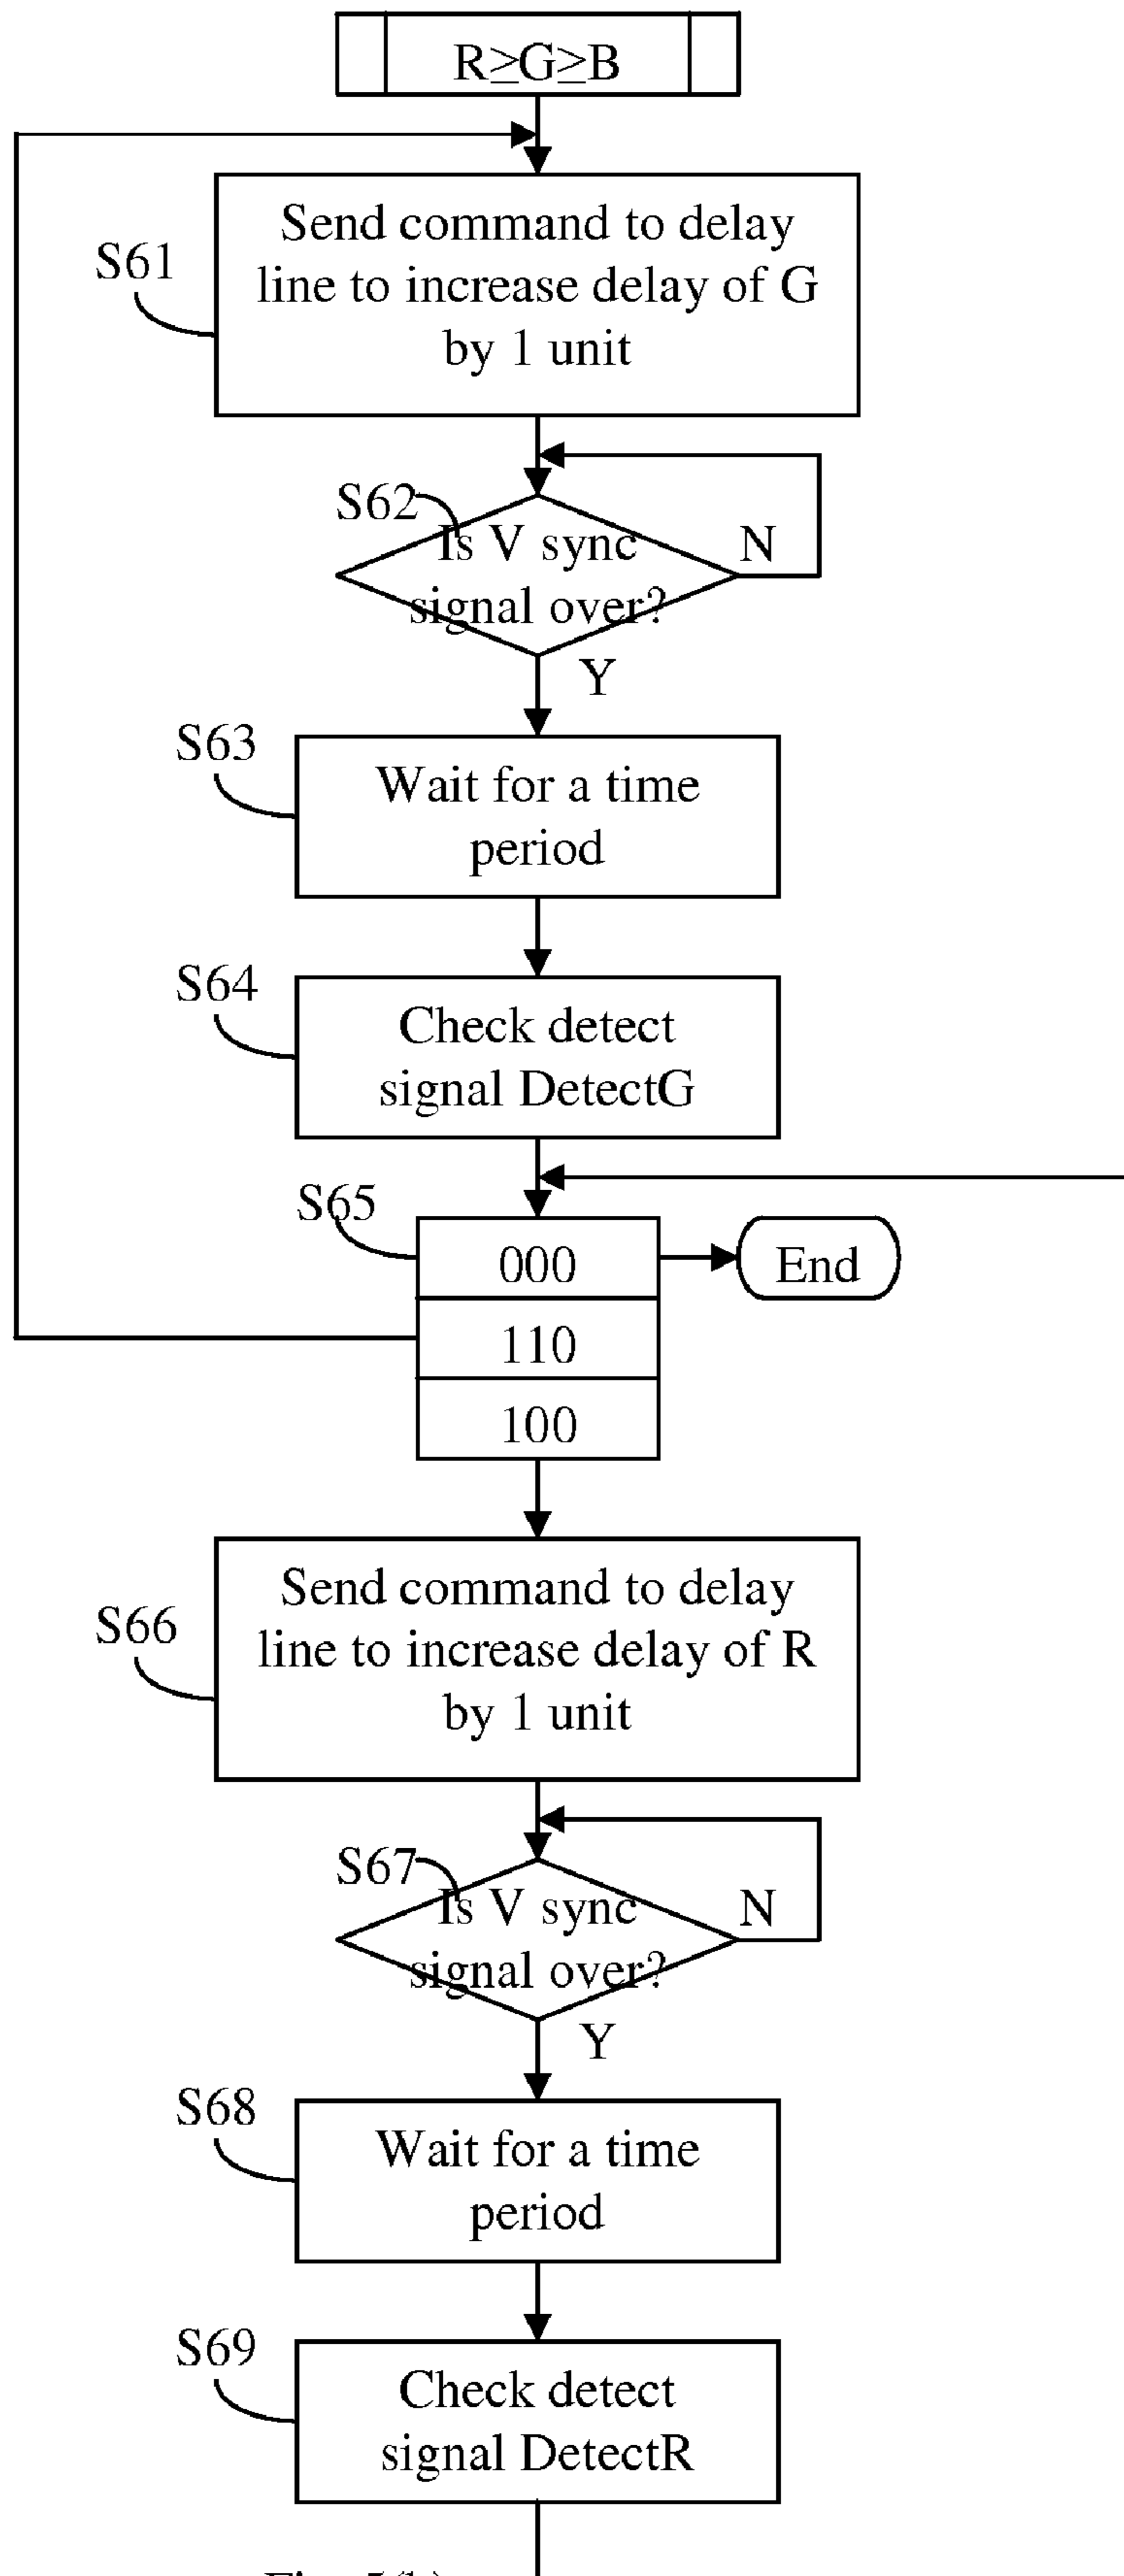 R≥G≥B
S61
Send command to delay
line to increase delay of G
by 1 unit
S62
Is V sync
signal over?
N
Y
S63
Wait for a time
period
S64
Check detect
signal DetectG
S65
000
End
110
100
S66
Send command to delay
line to increase delay of R
by 1 unit
S67
Is V sync
signal over?
N
Y
S68
Wait for a time
period
S69
Check detect
signal DetectR